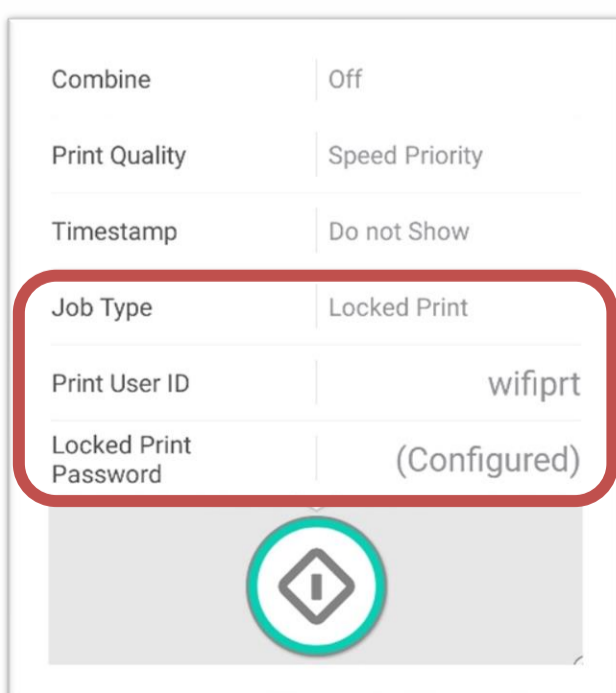 Combine
Off
Print Quality
Speed Priority
Timestamp
Do not Show
Job Type
Locked Print
Print User ID
wifiprt
Locked Print
Password
(Configured)